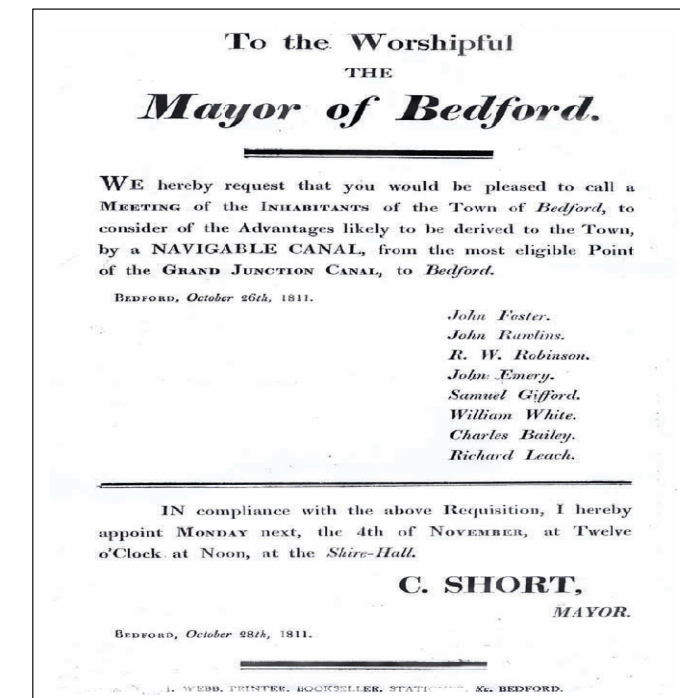 To the Worshipful
THE
Mayor of Bedford.
WE hereby request that you would be pleased to call a
MEETING of the INHABITANTS of the Town of Bedford, to
consider of the Advantages likely to be derived to the Town,
by a NAVIGABLE CANAL, from the most eligible Point
of the GRAND JUNCTION CANAL, to Bedford.
BEDFORD, October 26th, 1811.
John Foster.
John Rawlins.
R. W. Robinson.
John Emery.
Samuel Gifford.
William White.
Charles Bailey.
Richard Leach.
IN compliance with the above Requisition, I hereby
appoint MONDAY next, the 4th of NOVEMBER, at Twelve
o'Clock at Noon, at the Shire-Hall.
C. SHORT,
MAYOR.
BEDFORD, October 28th, 1811.
WEBB, PRINTER, BOOKSELLER, &c. BEDFORD.